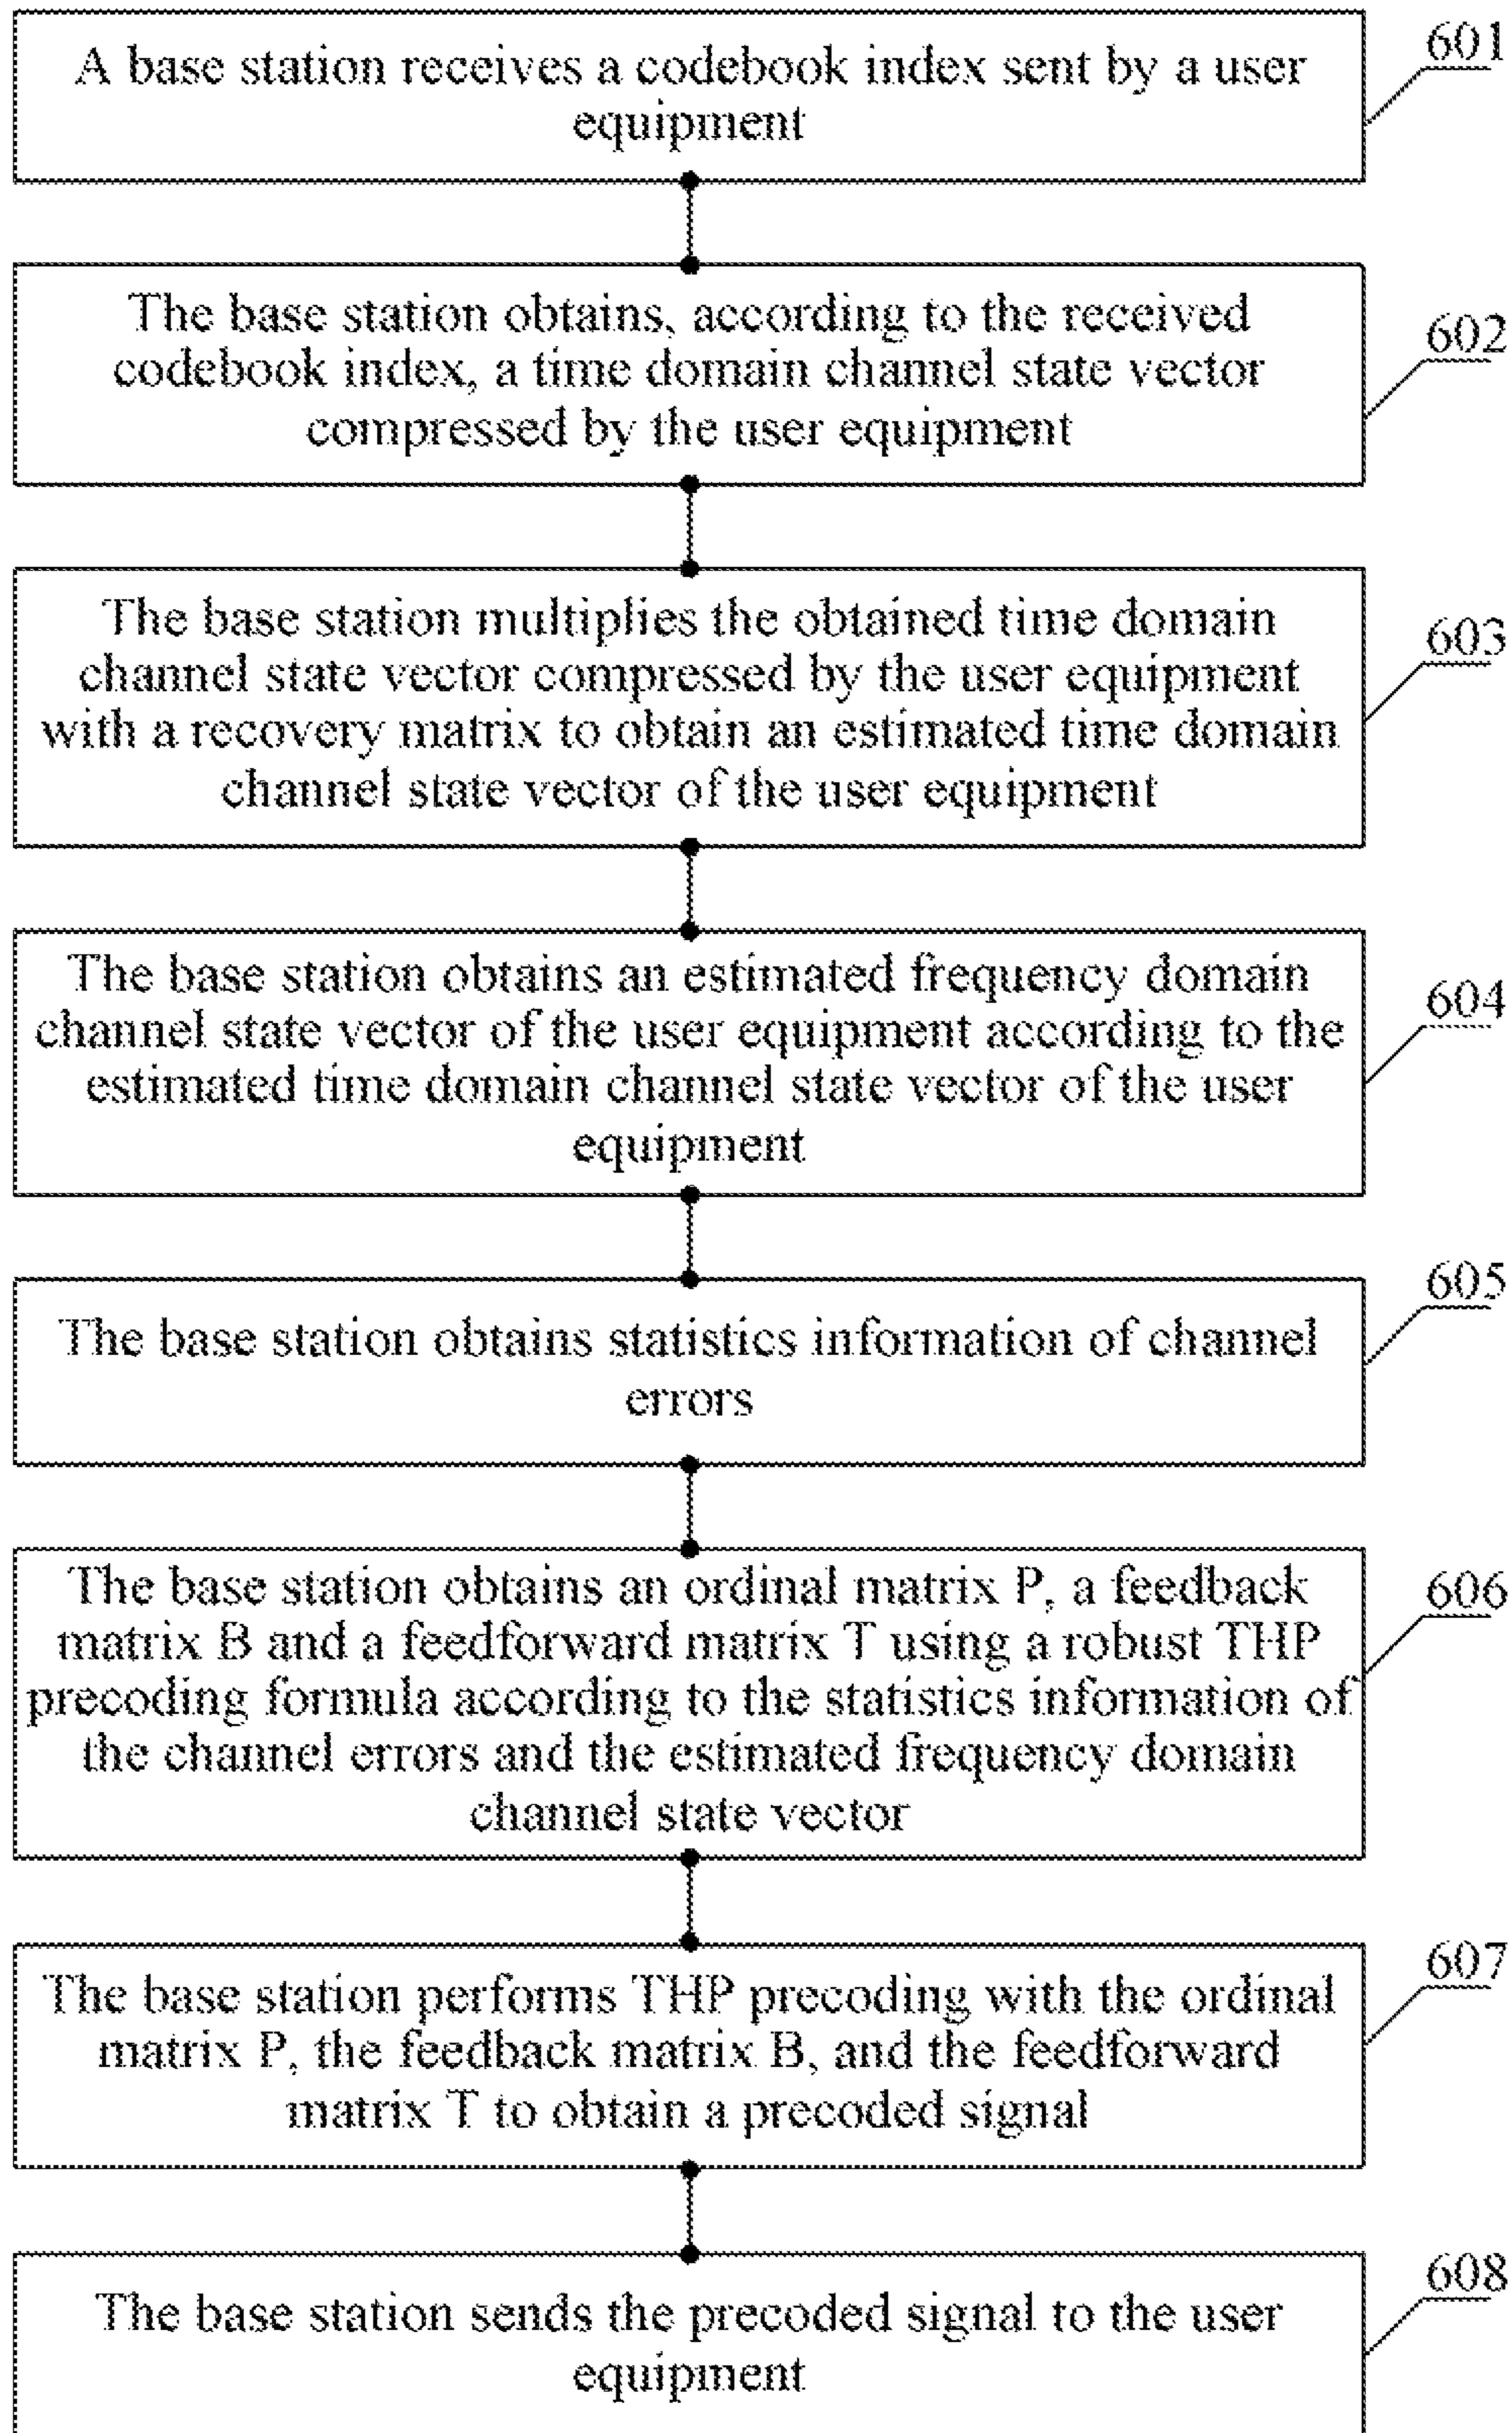 A base station receives a codebook index sent by a user
equipment
601
The base station obtains, according to the received
codebook index, a time domain channel state vector
compressed by the user equipment
602
The base station multiplies the obtained time domain
channel state vector compressed by the user equipment
with a recovery matrix to obtain an estimated time domain
channel state vector of the user equipment
603
The base station obtains an estimated frequency domain
channel state vector of the user equipment according to the
estimated time domain channel state vector of the user
equipment
604
The base station obtains statistics information of channel
errors
605
The base station obtains an ordinal matrix P, a feedback
matrix B and a feedforward matrix T using a robust THP
precoding formula according to the statistics information of
the channel errors and the estimated frequency domain
channel state vector
606
The base station performs THP precoding with the ordinal
matrix P, the feedback matrix B, and the feedforward
matrix T to obtain a precoded signal
607
The base station sends the precoded signal to the user
equipment
608